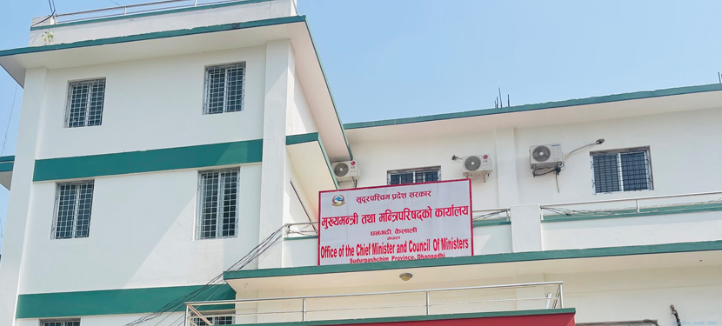 सुदूरपश्चिम प्रदेश सरकार
मुख्यमन्त्री तथा मन्त्रिपरिषद्को कार्यालय
धनगढी कैलाली
नेपाल
Office of the Chief Minister and Council Of Ministers
Sudurpashchim Province, Dhangadhi